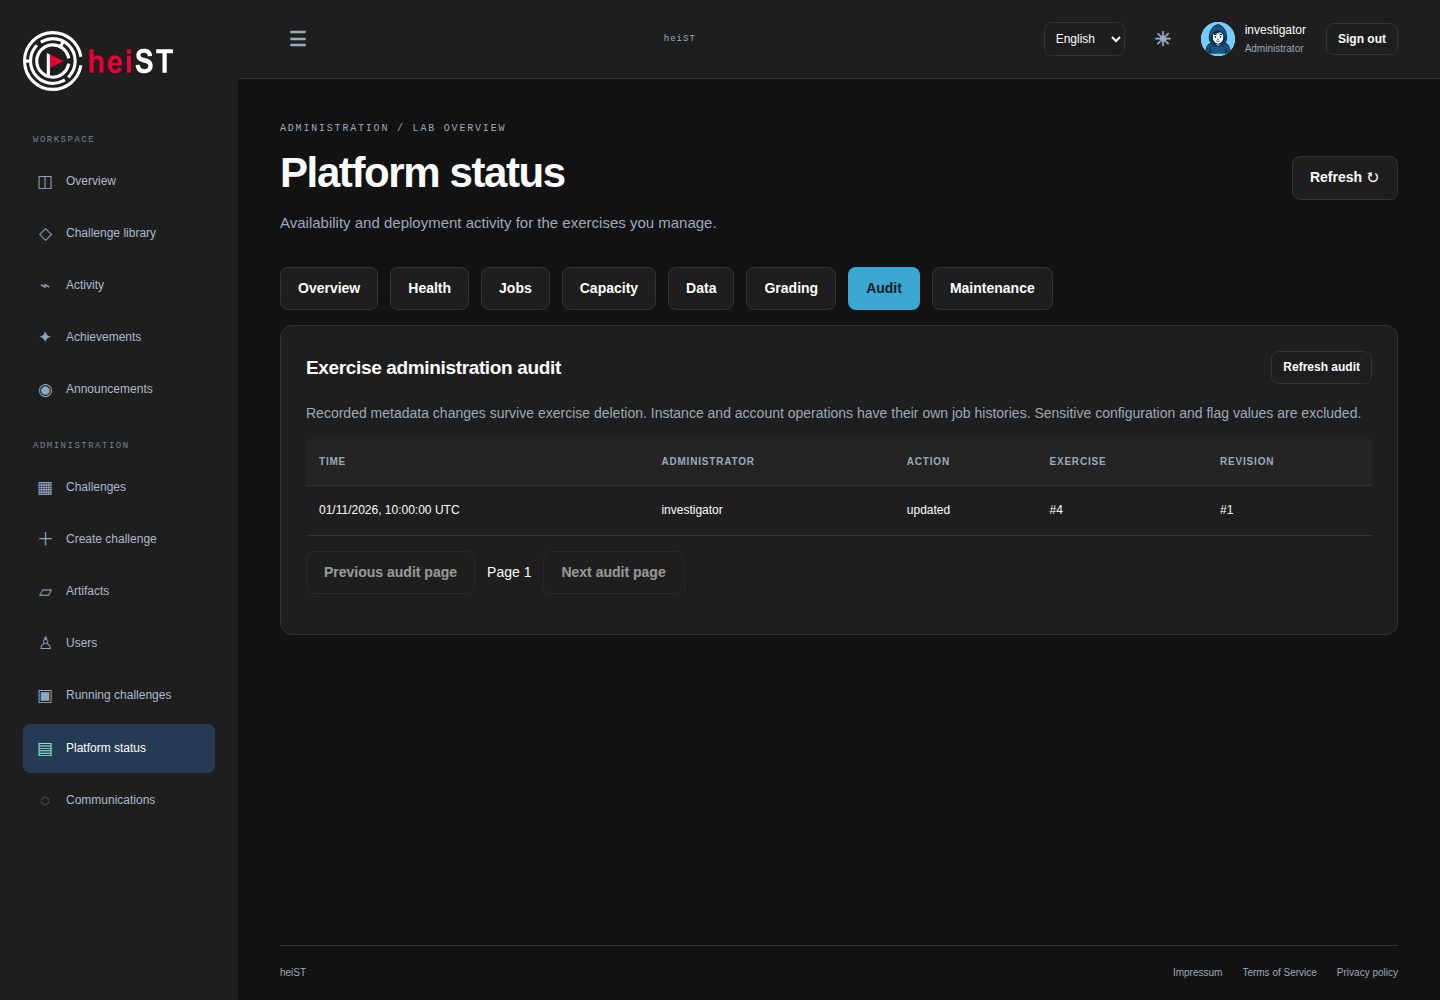 heiST
WORKSPACE
Overview
Challenge library
Activity
Achievements
Announcements
ADMINISTRATION
Challenges
Create challenge
Artifacts
Users
Running challenges
Platform status
Communications
heiST
English
investigator
Administrator
Sign out
ADMINISTRATION / LAB OVERVIEW
Platform status
Refresh ↻
Availability and deployment activity for the exercises you manage.
Overview Health Jobs Capacity Data Grading Audit Maintenance
Exercise administration audit
Refresh audit
Recorded metadata changes survive exercise deletion. Instance and account operations have their own job histories. Sensitive configuration and flag values are excluded.
TIME ADMINISTRATOR ACTION EXERCISE REVISION
01/11/2026, 10:00:00 UTC investigator updated #4 #1
Previous audit page Page 1 Next audit page
heiST
Impressum Terms of Service Privacy policy